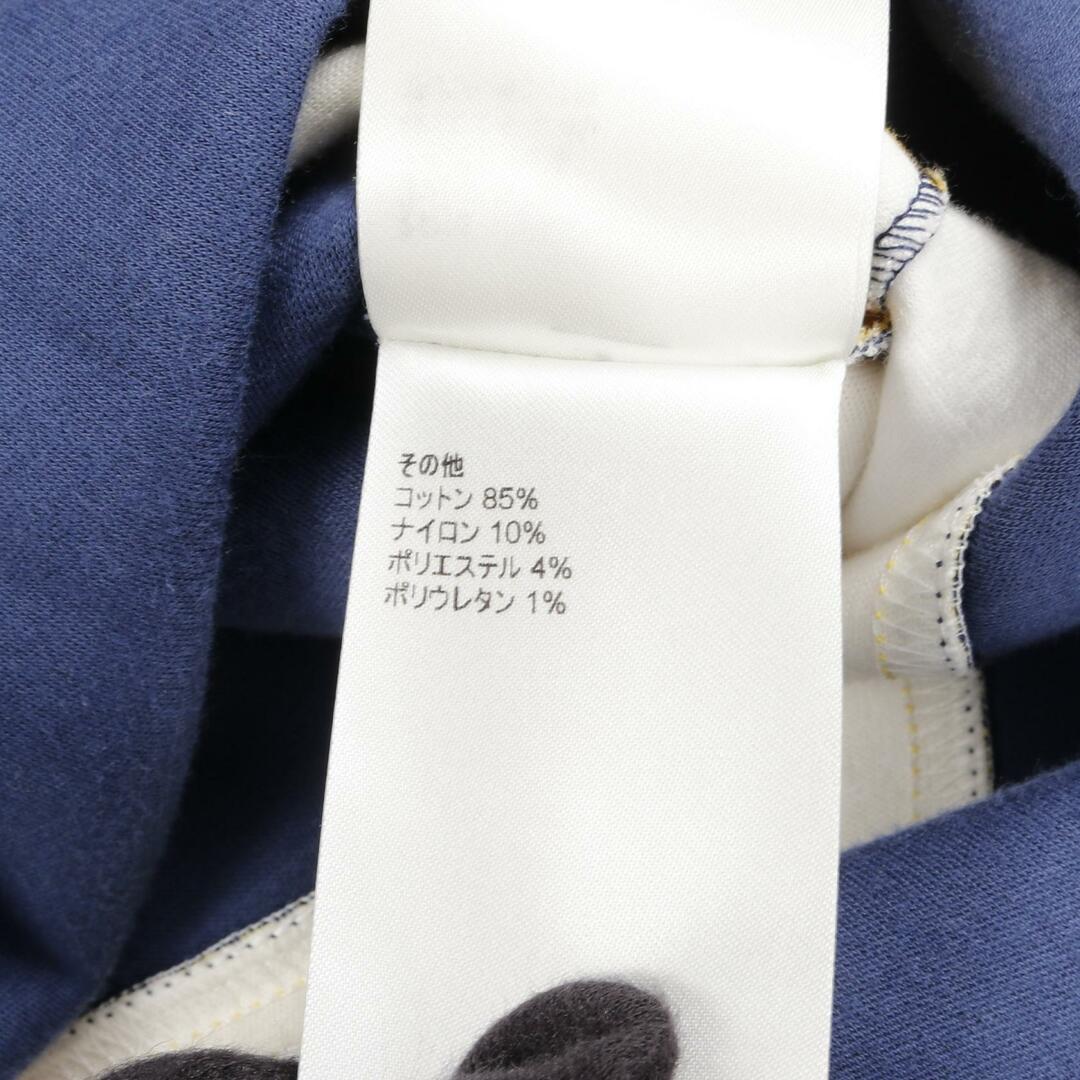 その他
コットン 85%
ナイロン 10%
ポリエステル 4%
ポリウレタン 1%